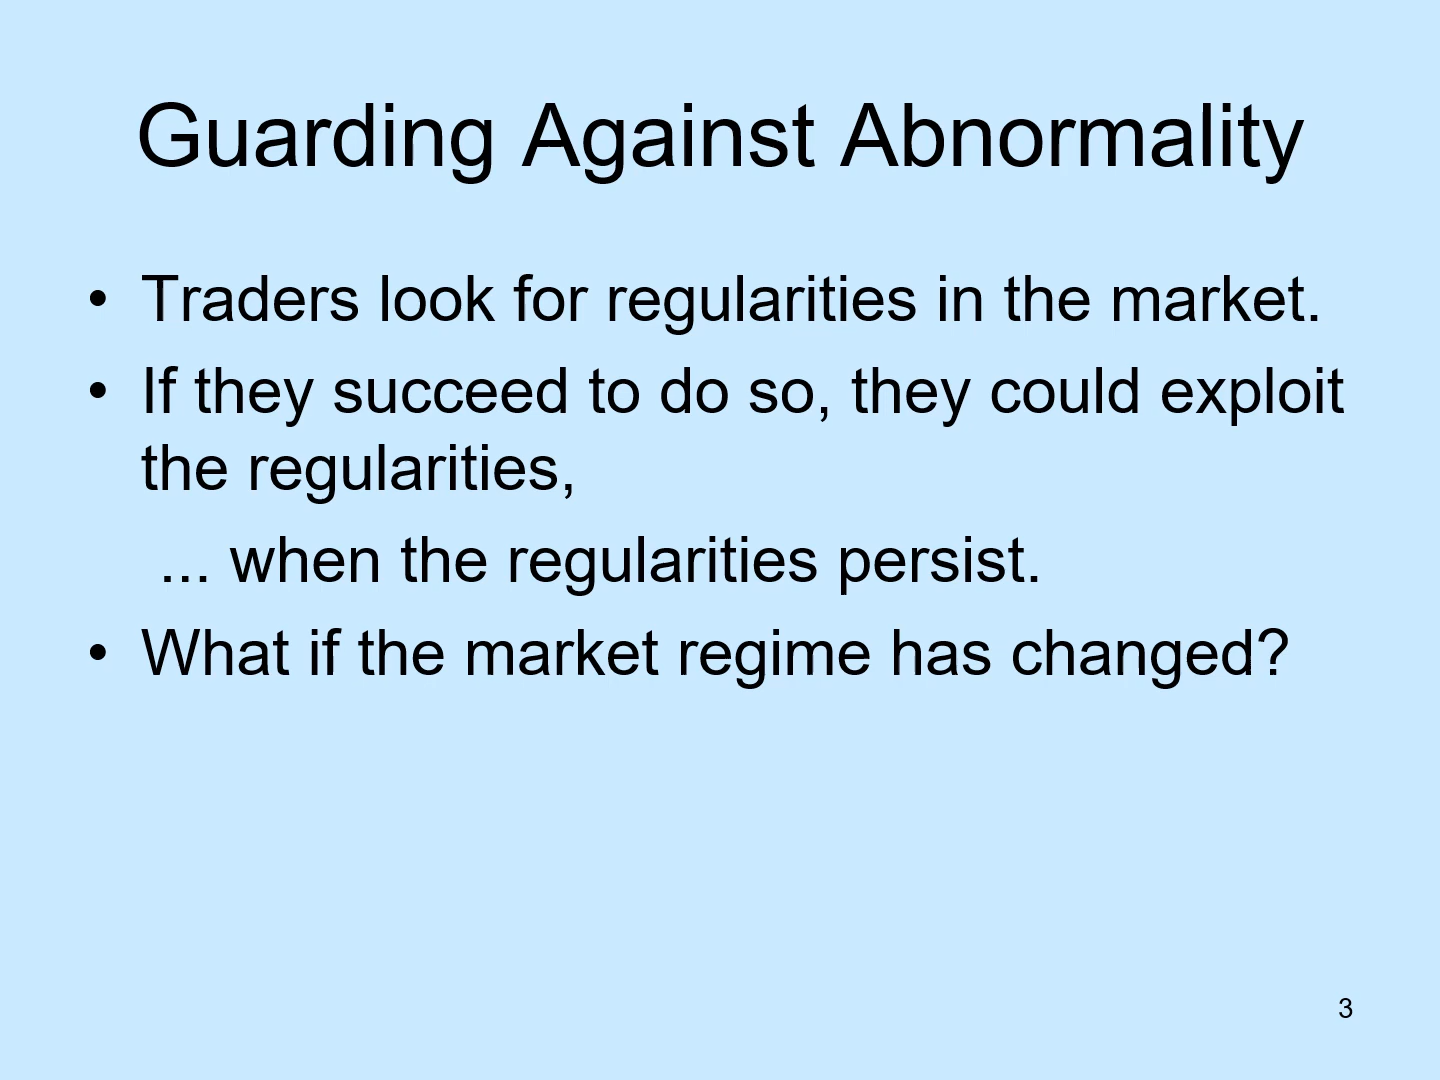 Guarding Against Abnormality
• Traders look for regularities in the market.
• If they succeed to do so, they could exploit
the regularities,
... when the regularities persist.
• What if the market regime has changed?
3